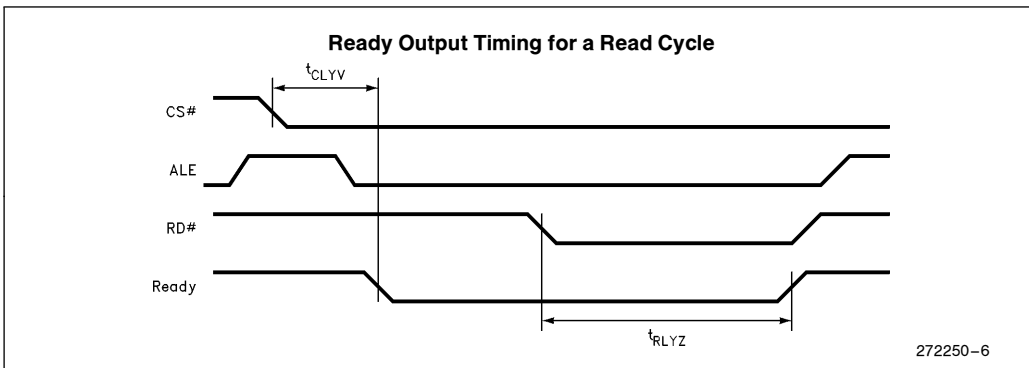 Ready Output Timing for a Read Cycle
tCLYV
CS#
ALE
RD#
Ready
tRLYZ
272250–6